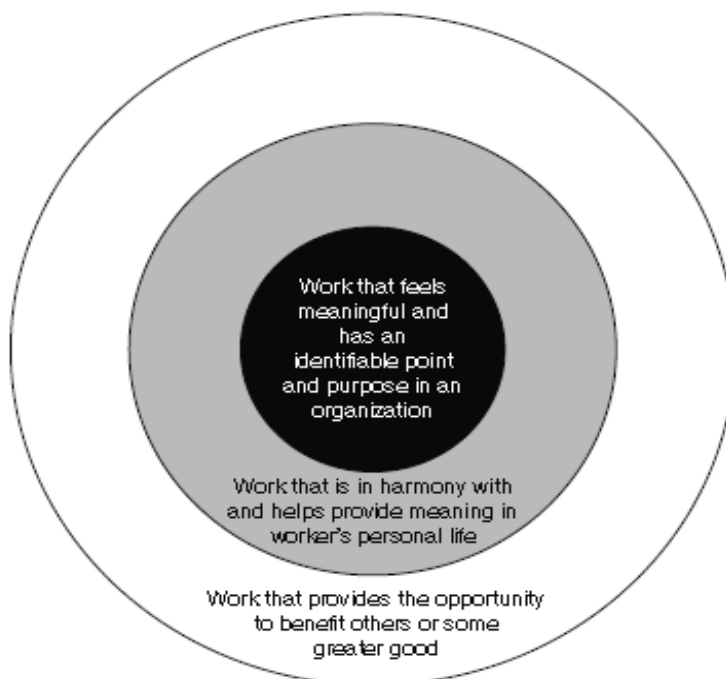 Work that feels
meaningful and
has an
identifiable point
and purpose in an
organization
Work that is in harmony with
and helps provide meaning in
worker's personal life
Work that provides the opportunity
to benefit others or some
greater good